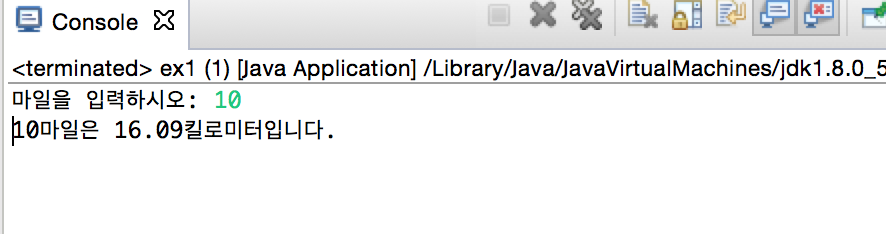 Console
<terminated> ex1 (1) [Java Application] /Library/Java/JavaVirtualMachines/jdk1.8.0_5
마일을 입력하시오: 10
10마일은 16.09킬로미터입니다.